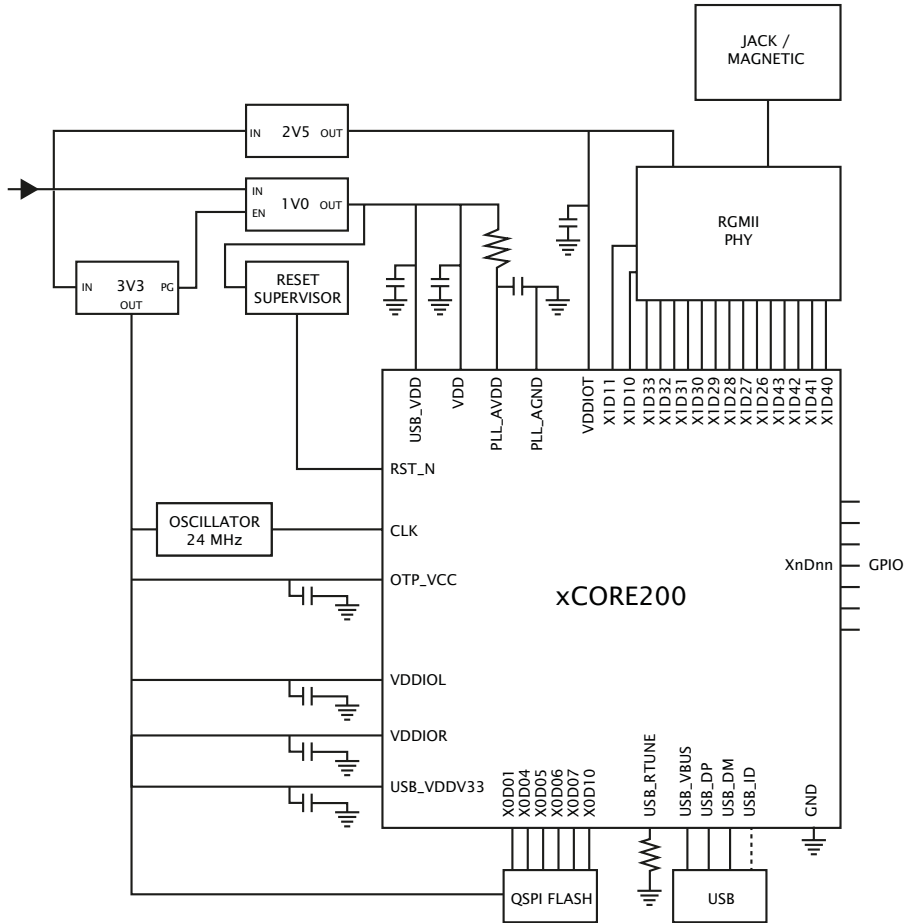 JACK /
MAGNETIC
IN 2V5 OUT
IN
1V0 OUT
EN
RGMII
PHY
IN 3V3 PG
OUT
RESET
SUPERVISOR
USB_VDD
VDD
PLL_AVDD
PLL_AGND
VDDIOT
X1D11
X1D10
X1D33
X1D32
X1D31
X1D30
X1D29
X1D28
X1D27
X1D26
X1D43
X1D42
X1D41
X1D40
RST_N
OSCILLATOR
24 MHz
CLK
XnDnn GPIO
OTP_VCC
xCORE200
VDDIOL
VDDIOR
USB_VDDV33
X0D01
X0D04
X0D05
X0D06
X0D07
X0D10
USB_RTUNE
USB_VBUS
USB_DP
USB_DM
USB_ID
GND
QSPI FLASH
USB